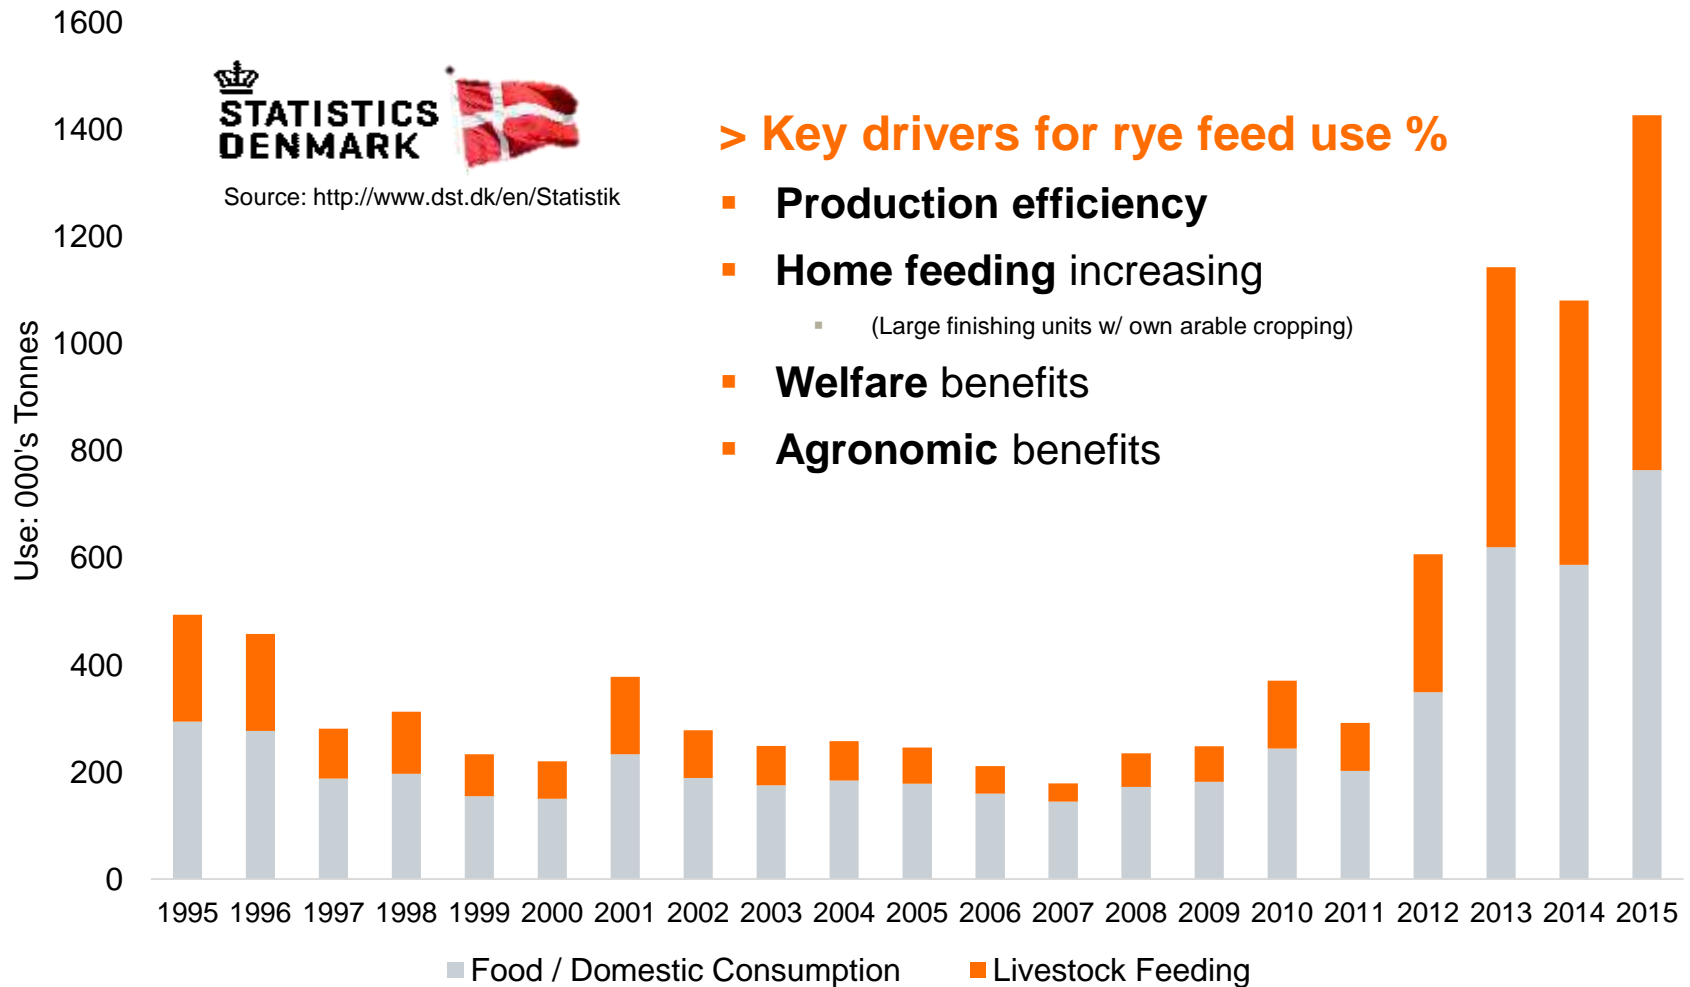 1600
1400
1200
1000
800
600
400
200
0
Use: 000's Tonnes
STATISTICS
DENMARK
Source: http://www.dst.dk/en/Statistik
> Key drivers for rye feed use %
▪ Production efficiency
▪ Home feeding increasing
▪ (Large finishing units w/ own arable cropping)
▪ Welfare benefits
▪ Agronomic benefits
1995 1996 1997 1998 1999 2000 2001 2002 2003 2004 2005 2006 2007 2008 2009 2010 2011 2012 2013 2014 2015
Food / Domestic Consumption Livestock Feeding